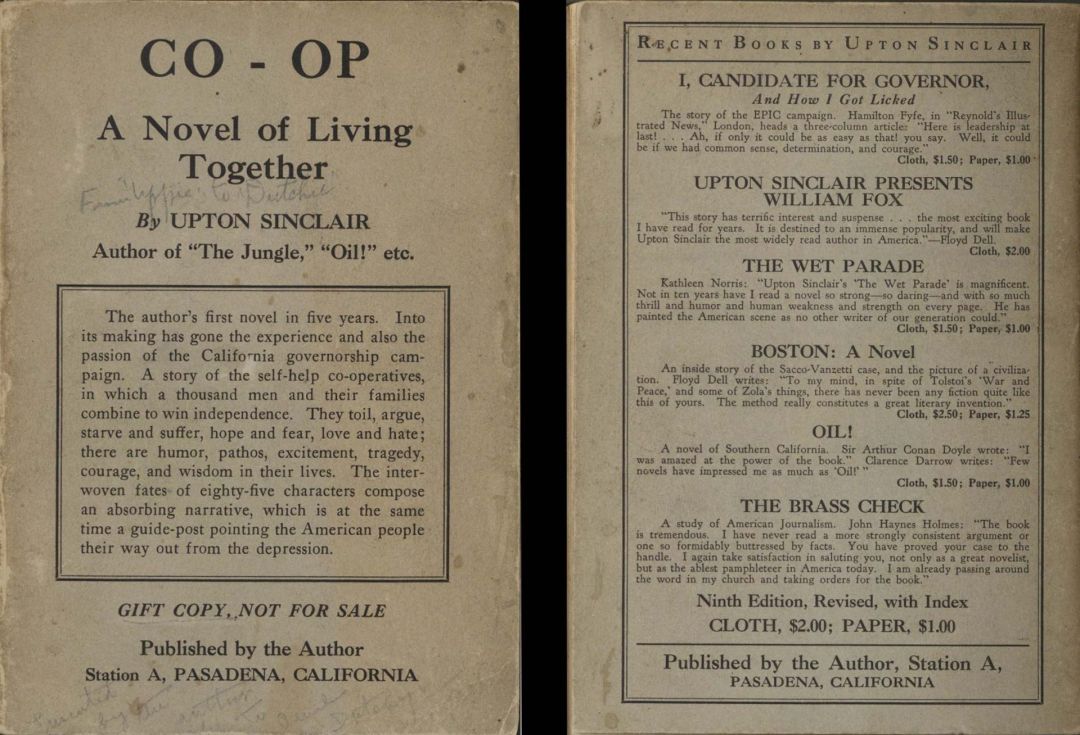 CO - OP
A Novel of Living
Together
By UPTON SINCLAIR
Author of "The Jungle," "Oil!" etc.
The author's first novel in five years. Into
its making has gone the experience and also the
passion of the California governorship cam-
paign. A story of the self-help co-operatives,
in which a thousand men and their families
combine to win independence. They toil, argue,
starve and suffer, hope and fear, love and hate;
there are humor, pathos, excitement, tragedy,
courage, and wisdom in their lives. The inter-
woven fates of eighty-five characters compose
an absorbing narrative, which is at the same
time a guide-post pointing the American people
their way out from the depression.
GIFT COPY, NOT FOR SALE
Published by the Author
Station A, PASADENA, CALIFORNIA
by the author
RECENT BOOKS BY UPTON SINCLAIR
I, CANDIDATE FOR GOVERNOR,
And How I Got Licked
The story of the EPIC campaign. Hamilton Fyfe, in "Reynold's Illus-
trated News," London, heads a three-column article: "Here is leadership at
last! . . . Ah, if only it could be as easy as that! you say. Well, it could
be if we had common sense, determination, and courage."
Cloth, $1.50; Paper, $1.00
UPTON SINCLAIR PRESENTS
WILLIAM FOX
"This story has terrific interest and suspense . . . the most exciting book
I have read for years. It is destined to an immense popularity, and will make
Upton Sinclair the most widely read author in America."—Floyd Dell.
Cloth, $2.00
THE WET PARADE
Kathleen Norris: "Upton Sinclair's 'The Wet Parade' is magnificent.
Not in ten years have I read a novel so strong—so daring—and with so much
thrill and humor and human weakness and strength on every page. He has
painted the American scene as no other writer of our generation could."
Cloth, $1.50; Paper, $1.00
BOSTON: A Novel
An inside story of the Sacco-Vanzetti case, and the picture of a civiliza-
tion. Floyd Dell writes: "To my mind, in spite of Tolstoi's 'War and
Peace,' and some of Zola's things, there has never been any fiction quite like
this of yours. The method really constitutes a great literary invention."
Cloth, $2.50; Paper, $1.25
OIL!
A novel of Southern California. Sir Arthur Conan Doyle wrote: "I
was amazed at the power of the book." Clarence Darrow writes: "Few
novels have impressed me as much as 'Oil!' "
Cloth, $1.50; Paper, $1.00
THE BRASS CHECK
A study of American Journalism. John Haynes Holmes: "The book
is tremendous. I have never read a more strongly consistent argument or
one so formidably buttressed by facts. You have proved your case to the
handle. I again take satisfaction in saluting you, not only as a great novelist,
but as the ablest pamphleteer in America today. I am already passing around
the word in my church and taking orders for the book."
Ninth Edition, Revised, with Index
CLOTH, $2.00; PAPER, $1.00
Published by the Author, Station A,
PASADENA, CALIFORNIA